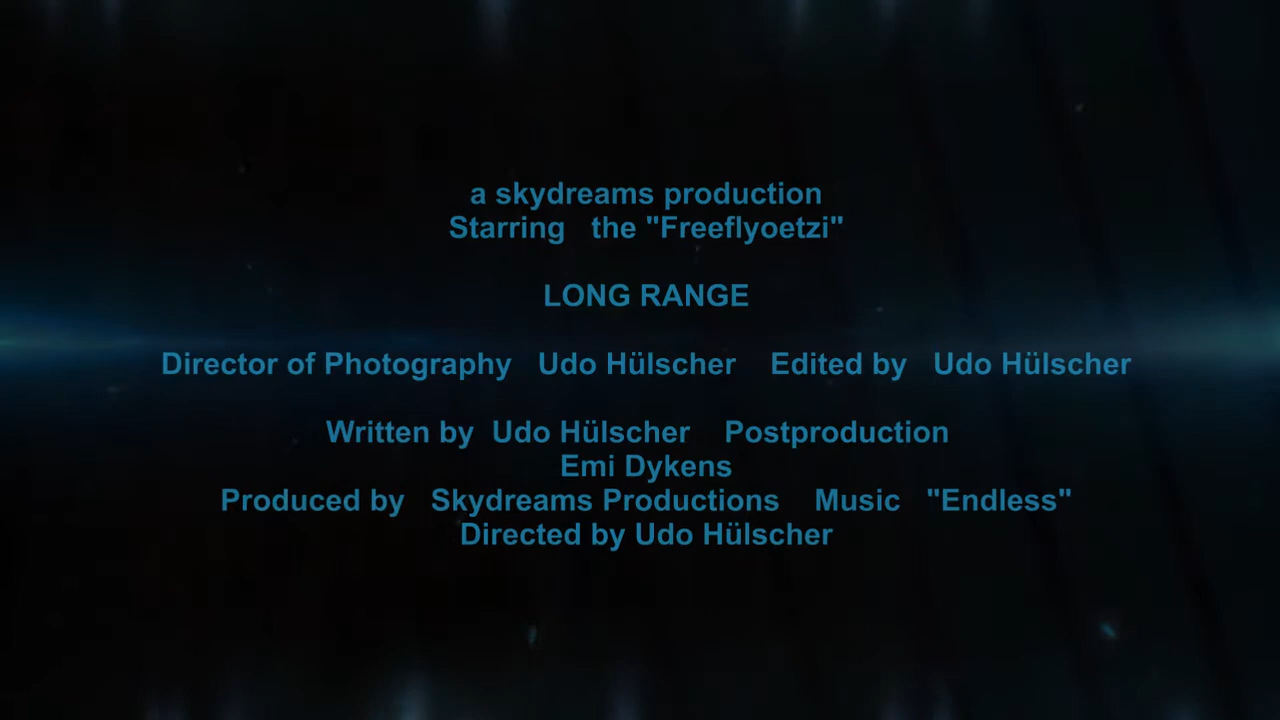 a skydreams production
Starring the "Freeflyoetzi"
LONG RANGE
Director of Photography Udo Hülscher Edited by Udo Hülscher
Written by Udo Hülscher Postproduction
Emi Dykens
Produced by Skydreams Productions Music "Endless"
Directed by Udo Hülscher